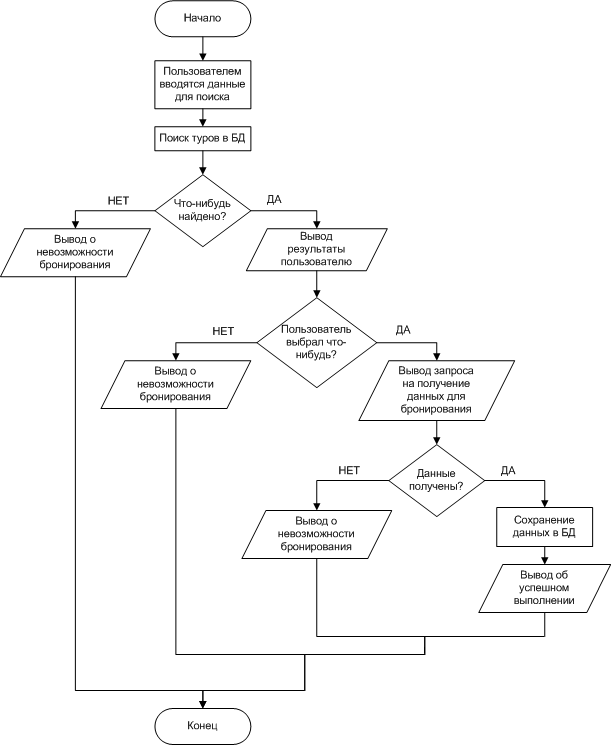 Начало
Пользователем
вводятся данные
для поиска
Поиск туров в БД
Что-нибудь
найдено?
НЕТ
ДА
Вывод о
невозможности
бронирования
Вывод
результаты
пользователю
Пользователь
выбрал что-
нибудь?
НЕТ
ДА
Вывод о
невозможности
бронирования
Вывод запроса
на получение
данных для
бронирования
Данные
получены?
НЕТ
ДА
Вывод о
невозможности
бронирования
Сохранение
данных в БД
Вывод об
успешном
выполнении
Конец